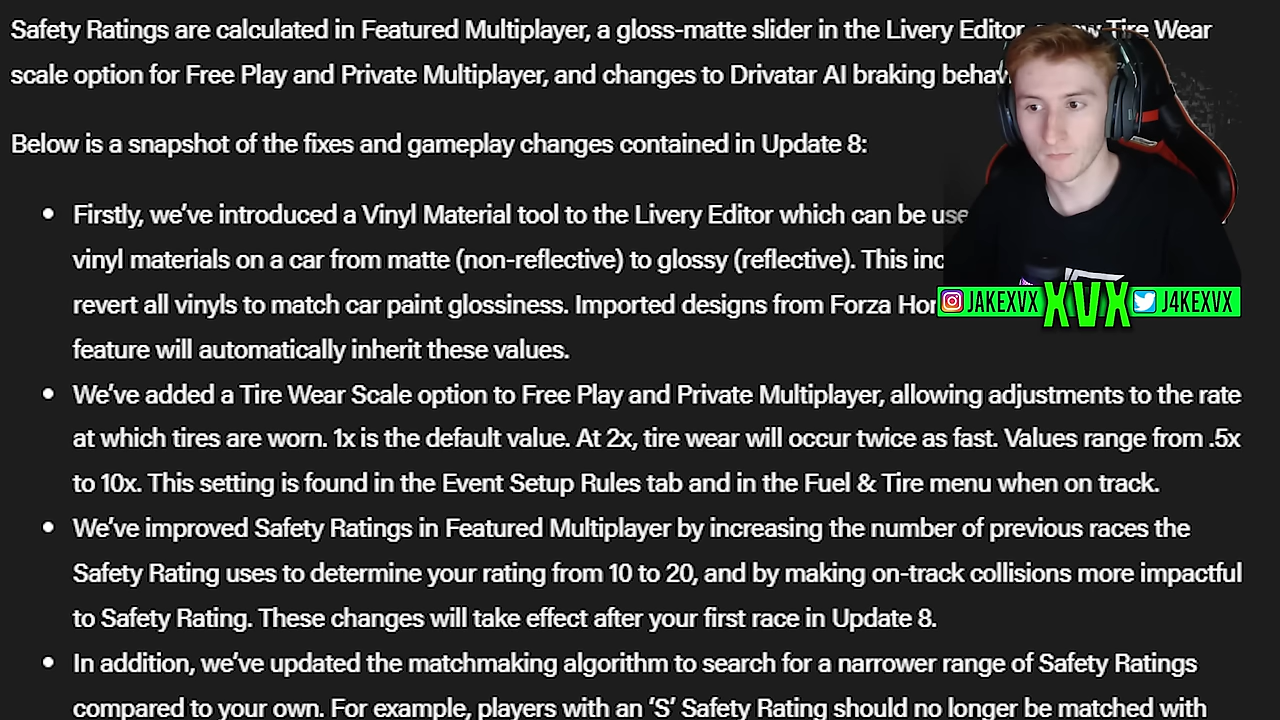 Safety Ratings are calculated in Featured Multiplayer, a gloss-matte slider in the Livery Editor, a new Tire Wear
scale option for Free Play and Private Multiplayer, and changes to Drivatar AI braking
Below is a snapshot of the fixes and gameplay changes contained in Update 8:
• Firstly, we’ve introduced a Vinyl Material tool to the Livery Editor which can be
vinyl materials on a car from matte (non-reflective) to glossy (reflective). This
revert all vinyls to match car paint glossiness. Imported designs from Forza
feature will automatically inherit these values.
• We’ve added a Tire Wear Scale option to Free Play and Private Multiplayer, allowing adjustments to the rate
at which tires are worn. 1x is the default value. At 2x, tire wear will occur twice as fast. Values range from .5x
to 10x. This setting is found in the Event Setup Rules tab and in the Fuel & Tire menu when on track.
• We’ve improved Safety Ratings in Featured Multiplayer by increasing the number of previous races the
Safety Rating uses to determine your rating from 10 to 20, and by making on-track collisions more impactful
to Safety Rating. These changes will take effect after your first race in Update 8.
• In addition, we’ve updated the matchmaking algorithm to search for a narrower range of Safety Ratings
compared to your own. For example, players with an ‘S’ Safety Rating should no longer be matched with
JAKEXVX XVX J4KEXVX